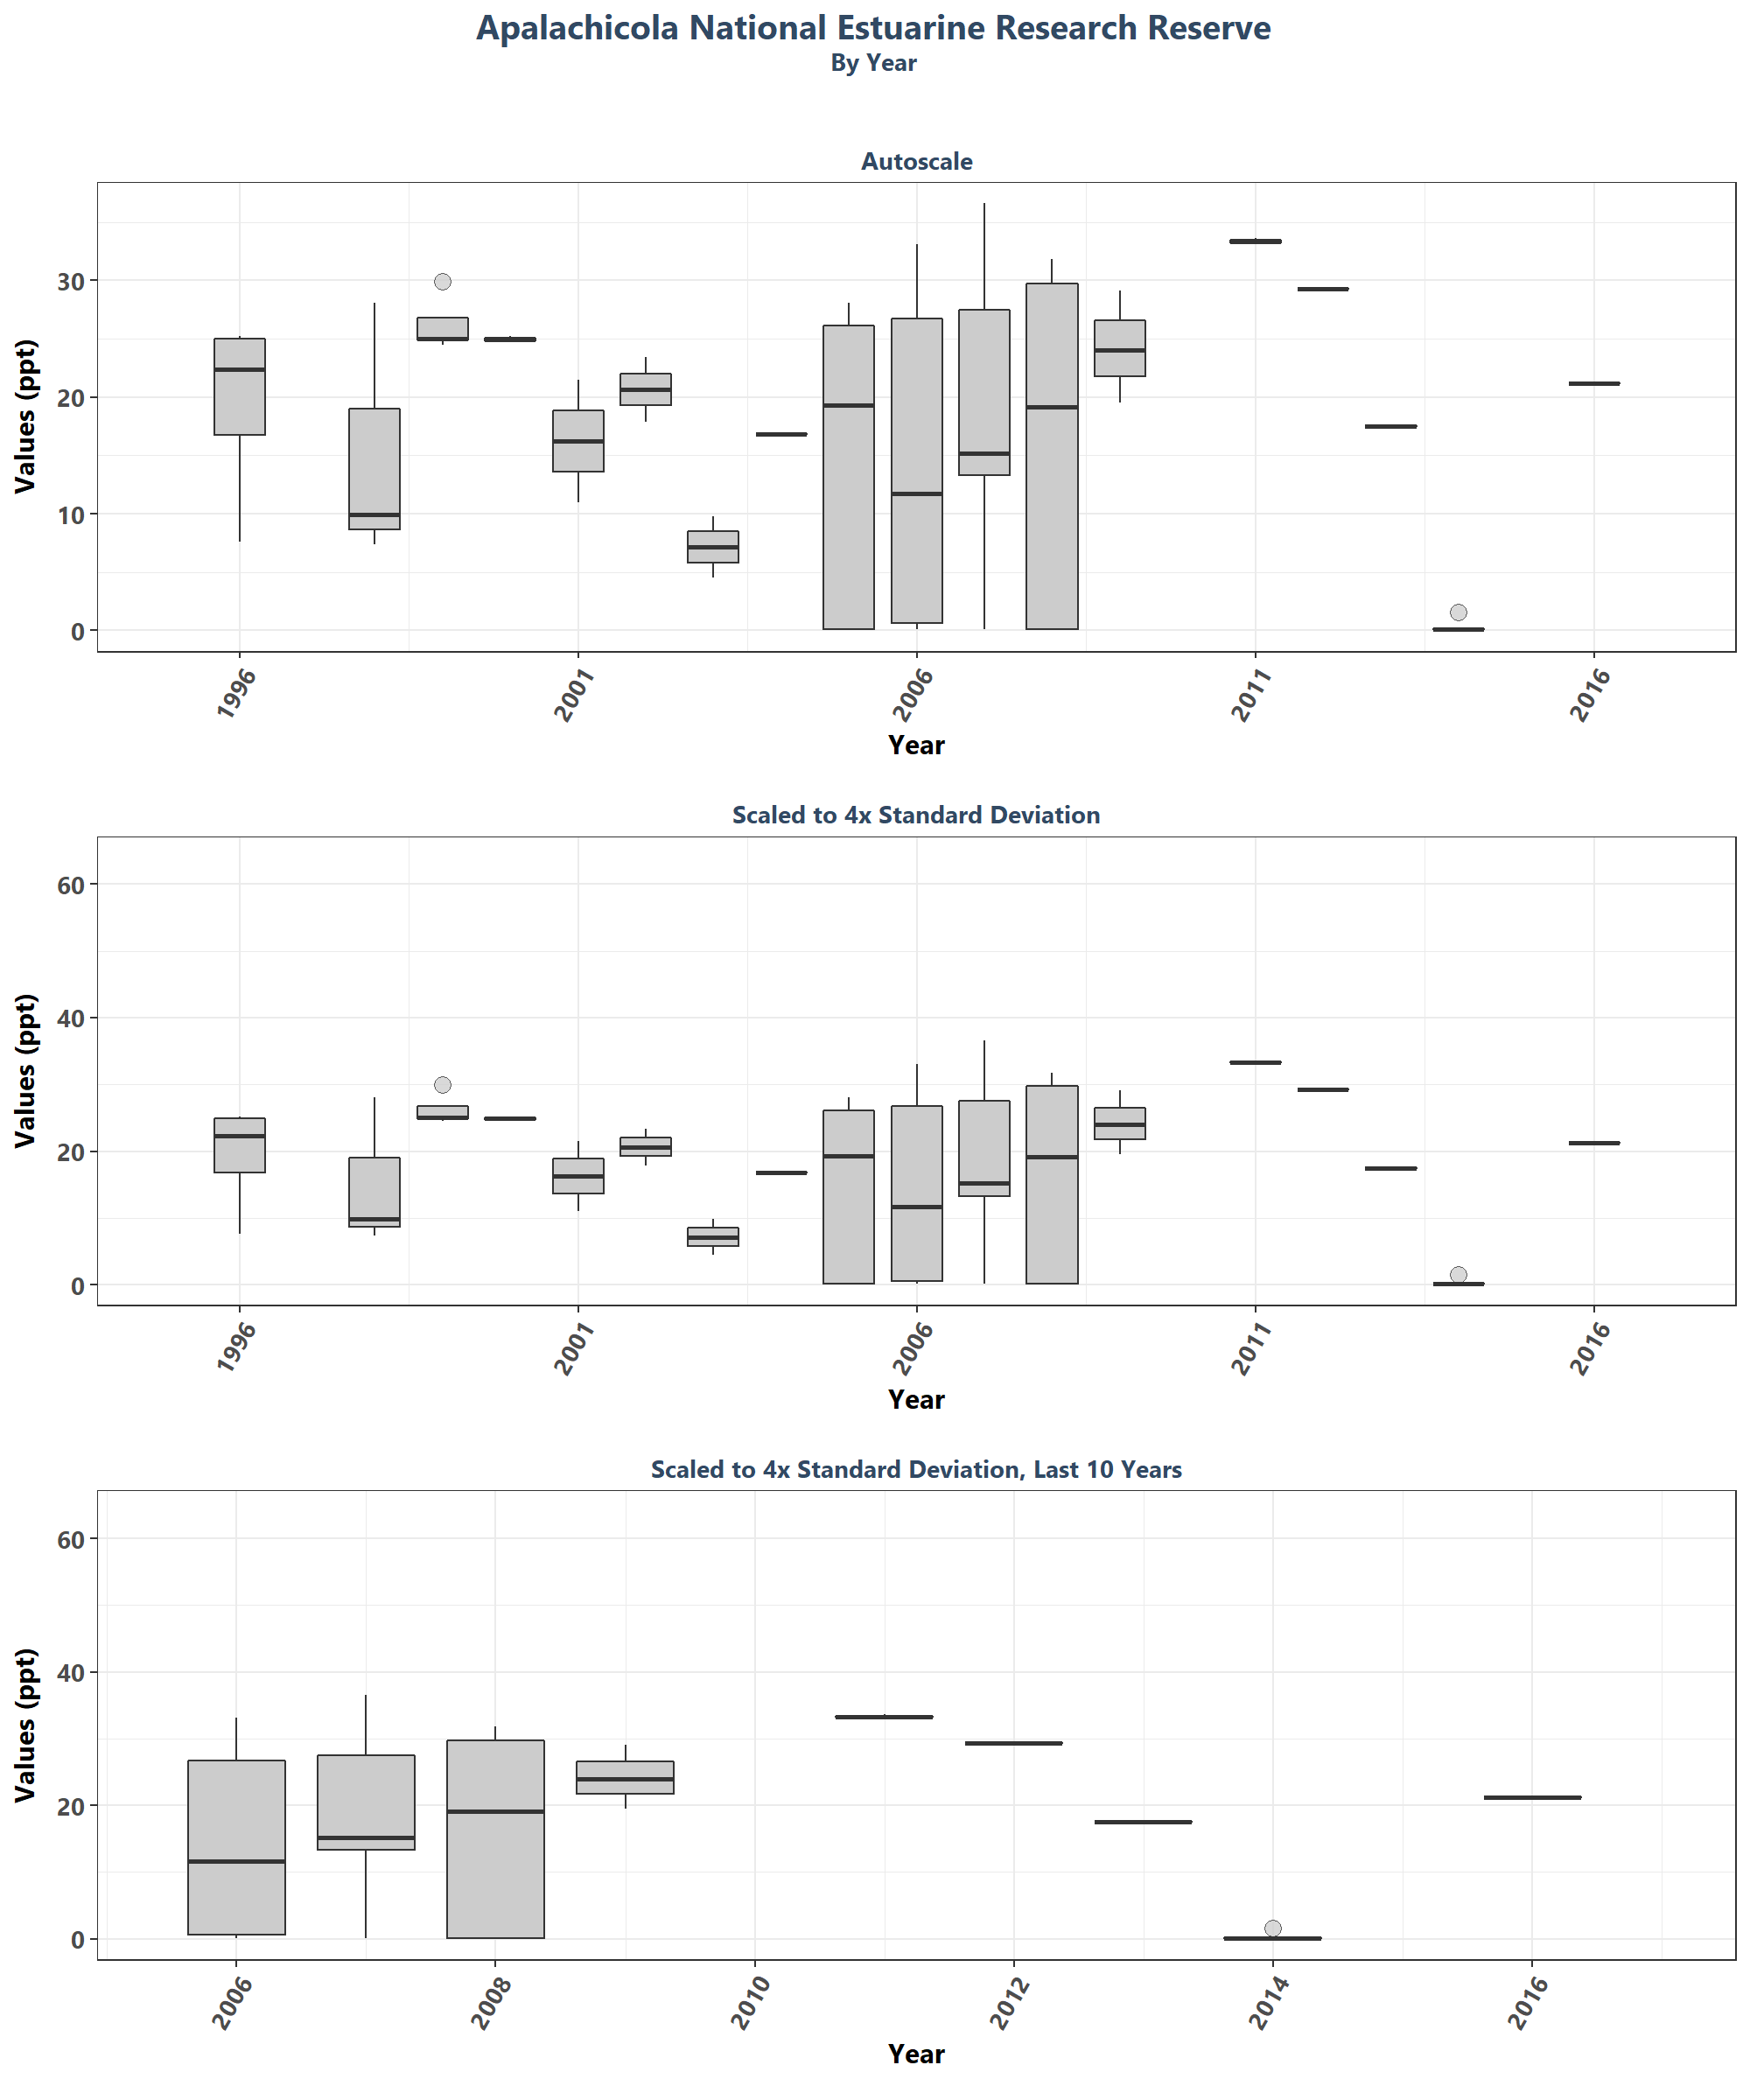 Apalachicola National Estuarine Research Reserve
By Year
Autoscale
Values (ppt)
30
20
10
0
1996
2001
2006
2011
2016
Year
Scaled to 4x Standard Deviation
Values (ppt)
60
40
20
0
1996
2001
2006
2011
2016
Year
Scaled to 4x Standard Deviation, Last 10 Years
Values (ppt)
60
40
20
0
2006
2008
2010
2012
2014
2016
Year